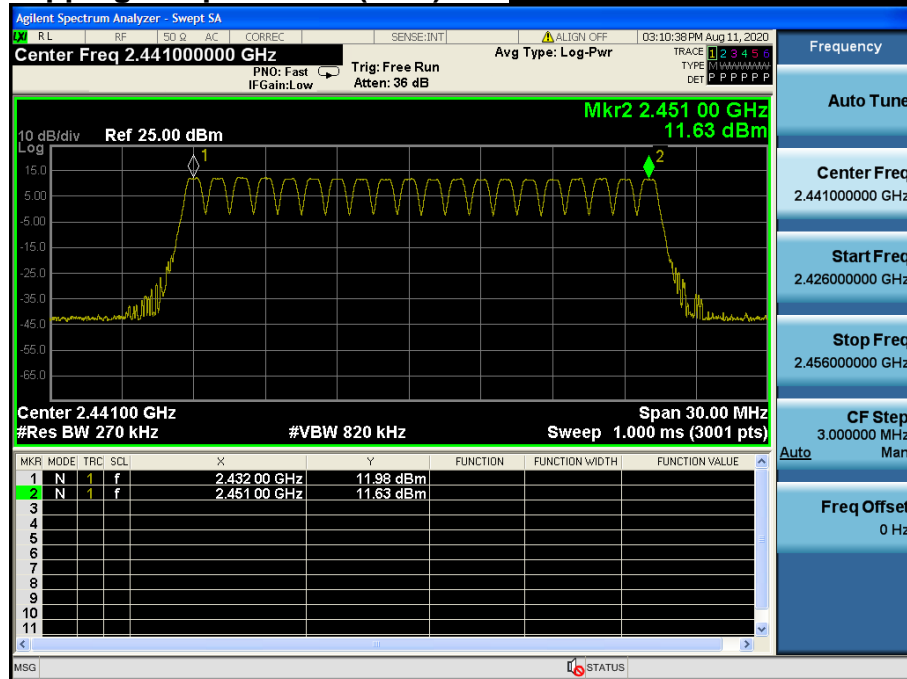 Agilent Spectrum Analyzer - Swept SA
LXI RL RF 50 Ω AC CORREC SENSE:INT ALIGN OFF 03:10:38 PM Aug 11, 2020
Center Freq 2.441000000 GHz
PNO: Fast
IFGain:Low
Trig: Free Run
Atten: 36 dB
Avg Type: Log-Pwr
TRACE 1 2 3 4 5 6
TYPE M
DET P P P P P P
Mkr2 2.451 00 GHz
11.63 dBm
10 dB/div Ref 25.00 dBm
Log
1
2
15.0
5.00
-5.00
-15.0
-25.0
-35.0
-45.0
-55.0
-65.0
Center 2.44100 GHz Span 30.00 MHz
#Res BW 270 kHz #VBW 820 kHz Sweep 1.000 ms (3001 pts)
MKR MODE TRC SCL X Y FUNCTION FUNCTION WIDTH FUNCTION VALUE
1 N 1 f 2.432 00 GHz 11.98 dBm
2 N 1 f 2.451 00 GHz 11.63 dBm
3
4
5
6
7
8
9
10
11
MSG STATUS
Frequency
Auto Tune
Center Freq
2.441000000 GHz
Start Freq
2.426000000 GHz
Stop Freq
2.456000000 GHz
CF Step
3.000000 MHz
Auto Man
Freq Offset
0 Hz